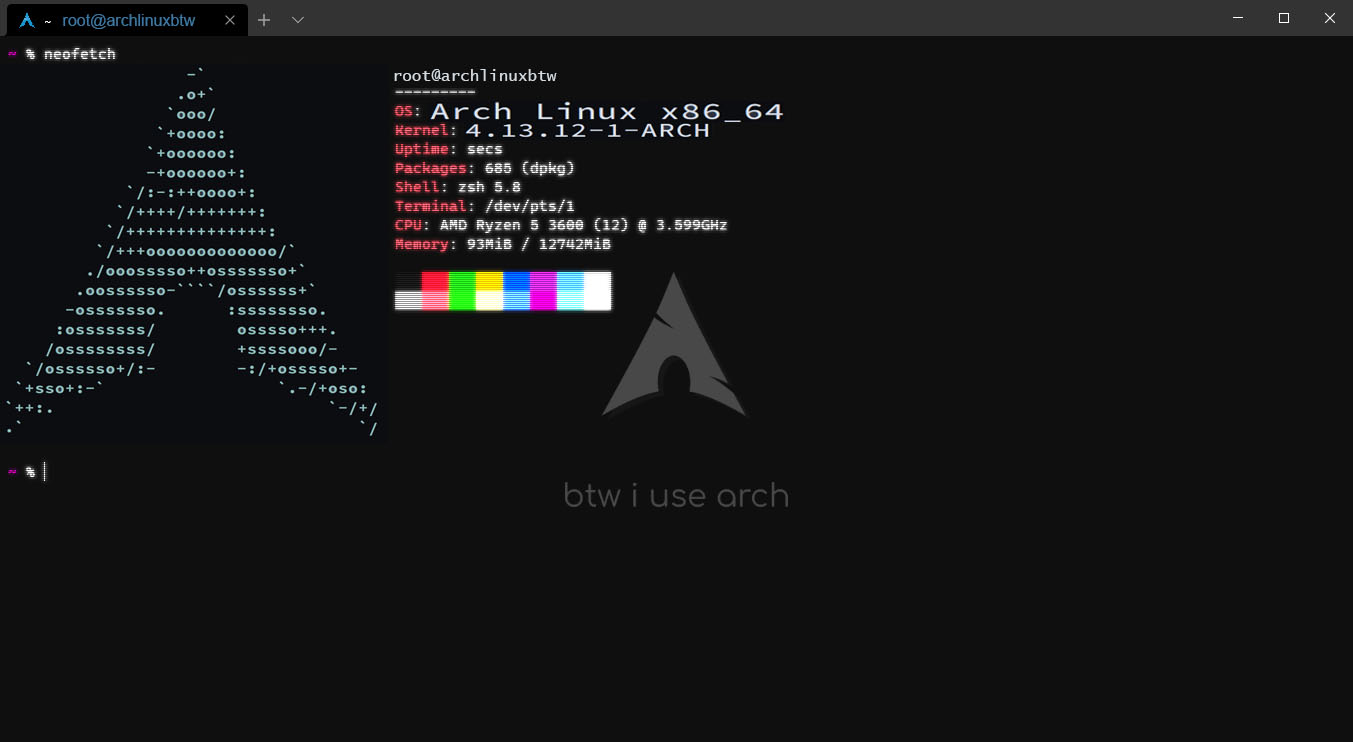 ~ root@archlinuxbtw
~ % neofetch
-`
.o+`
`ooo/
`+oooo:
`+oooooo:
-+oooooo+:
`/:-:++oooo+:
`/++++/+++++++:
`/++++++++++++++:
`/+++ooooooooooooo/`
./ooosssso++osssssso+`
.oossssso-````/ossssss+`
-osssssso.      :ssssssso.
:osssssss/        osssso+++.
/ossssssss/        +ssssooo/-
`/ossssso+/:-        -:/+osssso+-
`+sso+:-`                 `.-/+oso:
`++:.                           `-/+/
.`                                 `/
root@archlinuxbtw
---------
OS: Arch Linux x86_64
Kernel: 4.13.12-1-ARCH
Uptime: secs
Packages: 685 (dpkg)
Shell: zsh 5.8
Terminal: /dev/pts/1
CPU: AMD Ryzen 5 3600 (12) @ 3.599GHz
Memory: 93MiB / 12742MiB
~ %
btw i use arch